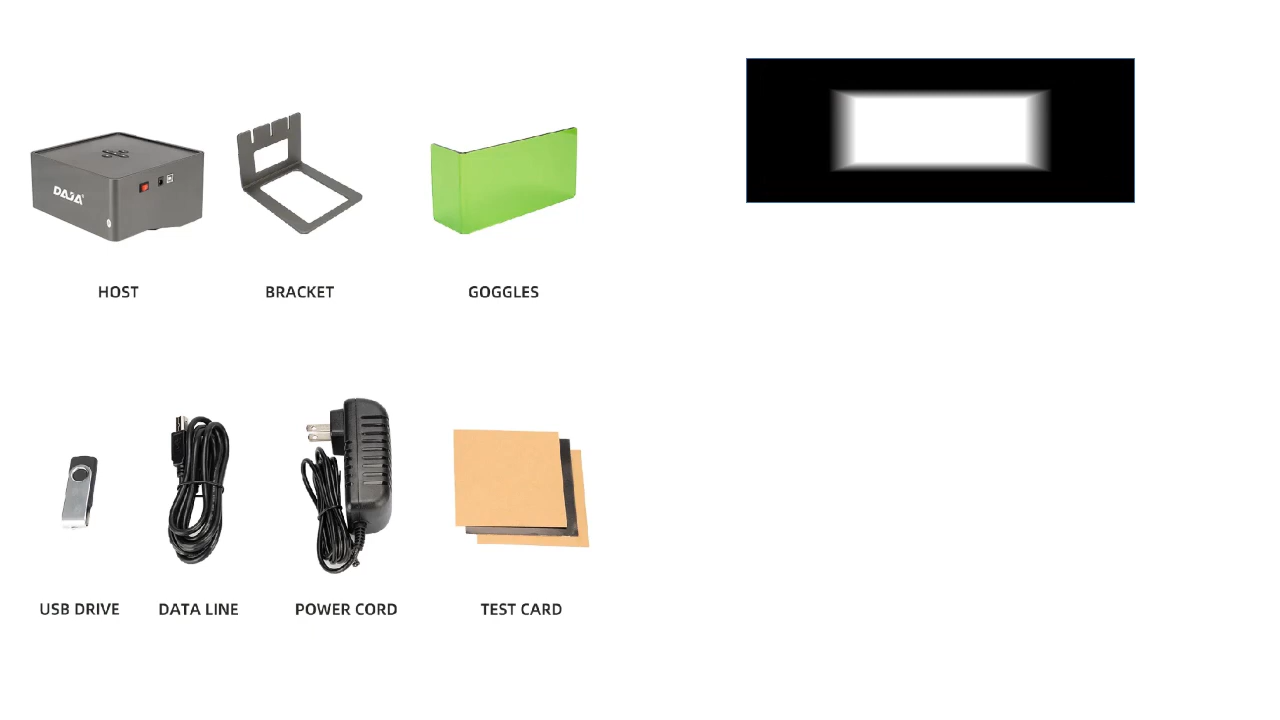 DAJA
HOST
BRACKET
GOGGLES
USB DRIVE
DATA LINE
POWER CORD
TEST CARD